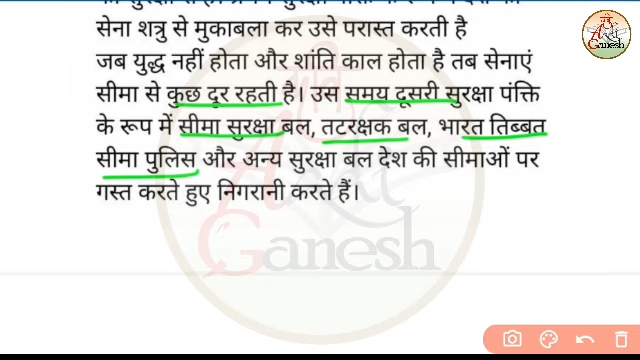 सेना शत्रु से मुकाबला कर उसे परास्त करती है
जब युद्ध नहीं होता और शांति काल होता है तब सेनाएं
सीमा से कुछ दूर रहती है। उस समय दूसरी सुरक्षा पंक्ति
के रूप में सीमा सुरक्षा बल, तटरक्षक बल, भारत तिब्बत
सीमा पुलिस और अन्य सुरक्षा बल देश की सीमाओं पर
गस्त करते हुए निगरानी करते हैं।
Ganesh
Ganesh